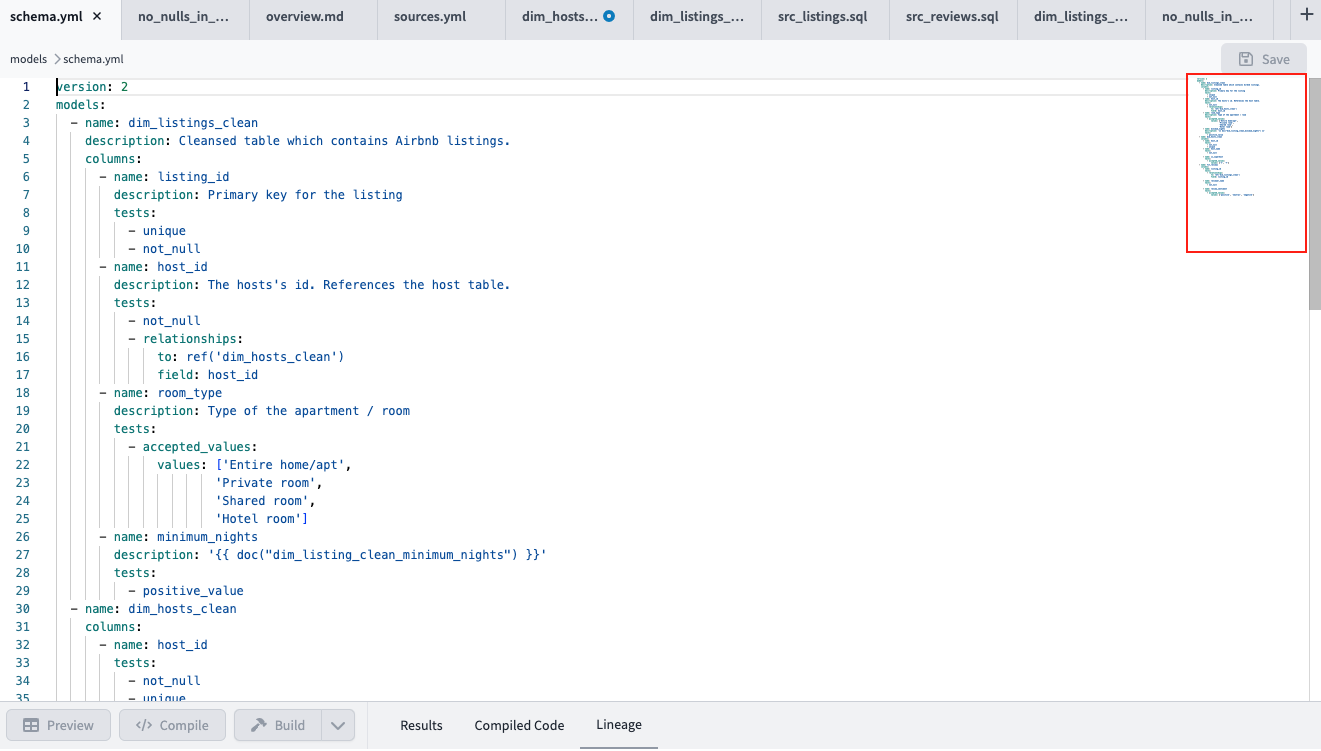 schema.yml × no_nulls_in_... overview.md sources.yml dim_hosts... dim_listings_... src_listings.sql src_reviews.sql dim_listings_... no_nulls_in_... +
models > schema.yml Save
1 version: 2
2 models:
3 - name: dim_listings_clean
4 description: Cleansed table which contains Airbnb listings.
5 columns:
6 - name: listing_id
7 description: Primary key for the listing
8 tests:
9 - unique
10 - not_null
11 - name: host_id
12 description: The hosts's id. References the host table.
13 tests:
14 - not_null
15 - relationships:
16 to: ref('dim_hosts_clean')
17 field: host_id
18 - name: room_type
19 description: Type of the apartment / room
20 tests:
21 - accepted_values:
22 values: ['Entire home/apt',
23 'Private room',
24 'Shared room',
25 'Hotel room']
26 - name: minimum_nights
27 description: '{{ doc("dim_listing_clean_minimum_nights") }}'
28 tests:
29 - positive_value
30 - name: dim_hosts_clean
31 columns:
32 - name: host_id
33 tests:
34 - not_null
35 - unique
Preview </> Compile Build Results Compiled Code Lineage